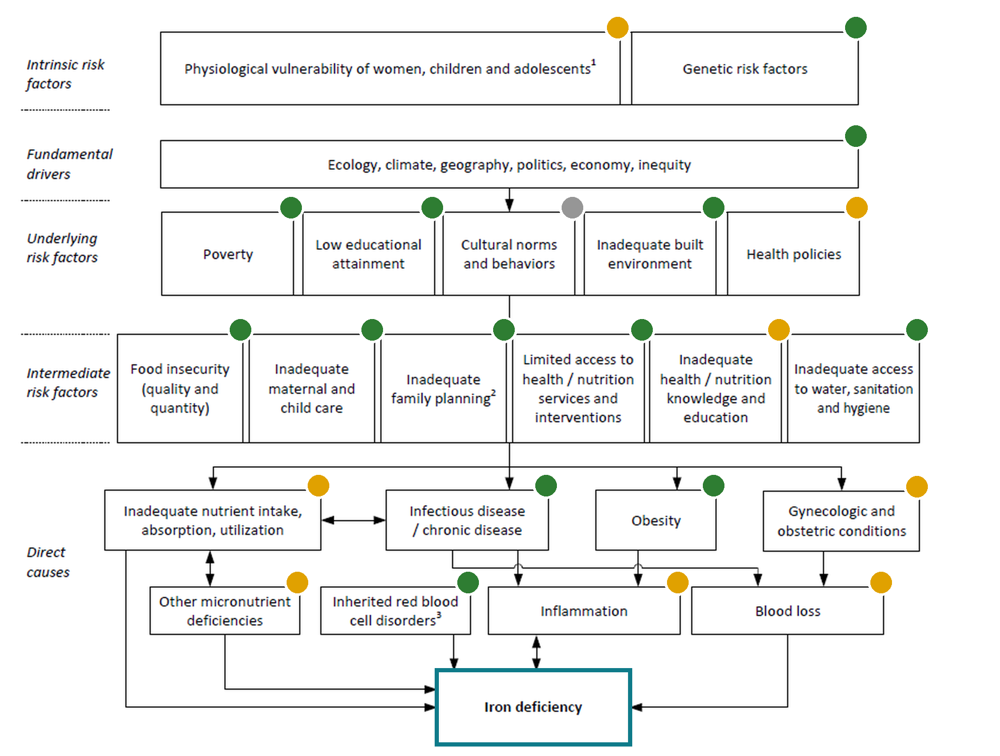 Intrinsic risk
factors
Physiological vulnerability of women, children and adolescents¹
Genetic risk factors
Fundamental
drivers
Ecology, climate, geography, politics, economy, inequity
Underlying
risk factors
Poverty
Low educational
attainment
Cultural norms
and behaviors
Inadequate built
environment
Health policies
Intermediate
risk factors
Food insecurity
(quality and
quantity)
Inadequate
maternal and
child care
Inadequate
family planning²
Limited access to
health / nutrition
services and
interventions
Inadequate
health / nutrition
knowledge and
education
Inadequate access
to water, sanitation
and hygiene
Direct
causes
Inadequate nutrient intake,
absorption, utilization
Infectious disease
/ chronic disease
Obesity
Gynecologic and
obstetric conditions
Other micronutrient
deficiencies
Inherited red blood
cell disorders³
Inflammation
Blood loss
Iron deficiency